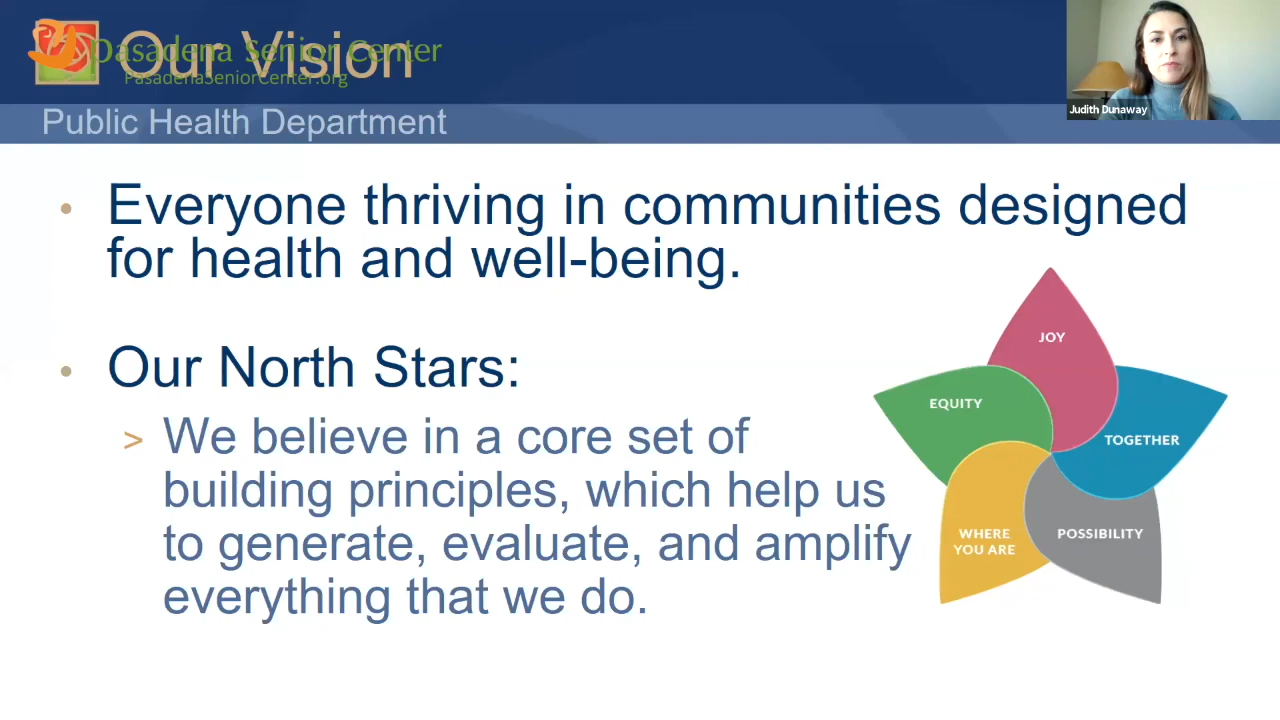 Our Vision
Pasadena Senior Center
PasadenaSeniorCenter.org
Judith Dunaway
Public Health Department
• Everyone thriving in communities designed
for health and well-being.
• Our North Stars:
> We believe in a core set of
building principles, which help us
to generate, evaluate, and amplify
everything that we do.
JOY
EQUITY
TOGETHER
WHERE
YOU ARE
POSSIBILITY